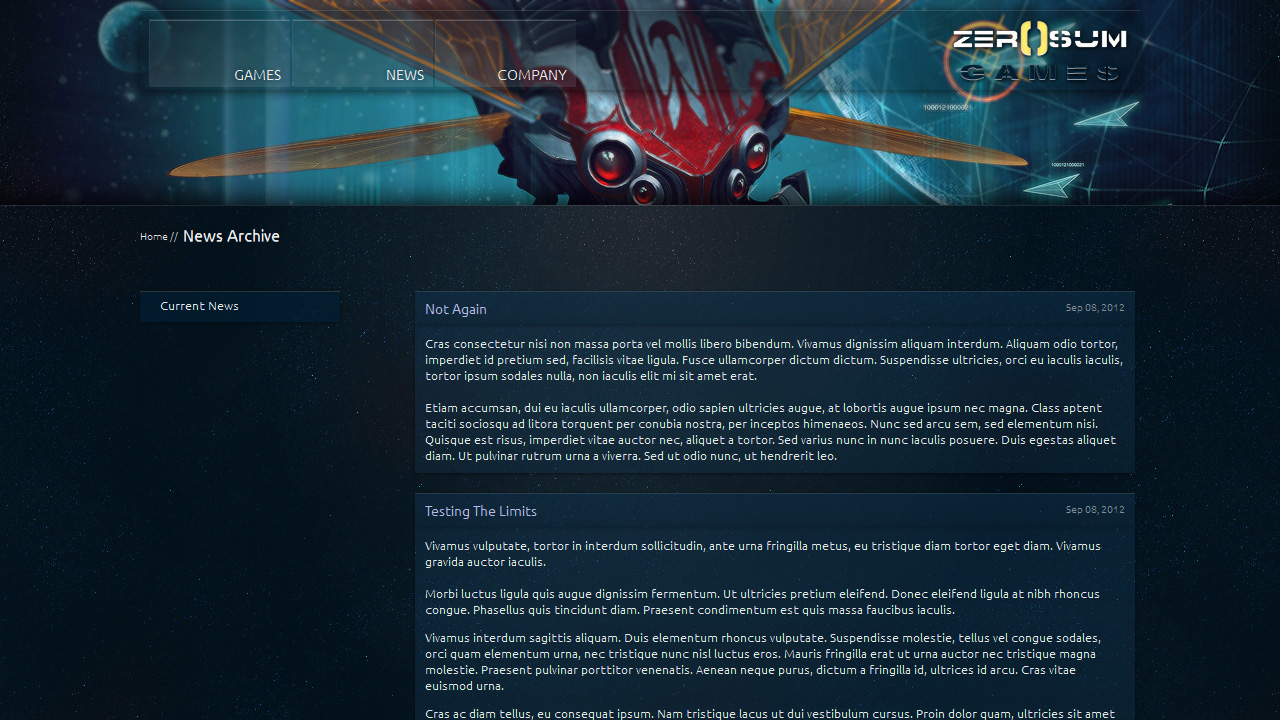 GAMES NEWS COMPANY
ZEROSUM
GAMES
1000121000021
1000121000021
Home // News Archive
Current News
Not Again
Sep 08, 2012
Cras consectetur nisi non massa porta vel mollis libero bibendum. Vivamus dignissim aliquam interdum. Aliquam odio tortor,
imperdiet id pretium sed, facilisis vitae ligula. Fusce ullamcorper dictum dictum. Suspendisse ultricies, orci eu iaculis iaculis,
tortor ipsum sodales nulla, non iaculis elit mi sit amet erat.
Etiam accumsan, dui eu iaculis ullamcorper, odio sapien ultricies augue, at lobortis augue ipsum nec magna. Class aptent
taciti sociosqu ad litora torquent per conubia nostra, per inceptos himenaeos. Nunc sed arcu sem, sed elementum nisi.
Quisque est risus, imperdiet vitae auctor nec, aliquet a tortor. Sed varius nunc in nunc iaculis posuere. Duis egestas aliquet
diam. Ut pulvinar rutrum urna a viverra. Sed ut odio nunc, ut hendrerit leo.
Testing The Limits
Sep 08, 2012
Vivamus vulputate, tortor in interdum sollicitudin, ante urna fringilla metus, eu tristique diam tortor eget diam. Vivamus
gravida auctor iaculis.
Morbi luctus ligula quis augue dignissim fermentum. Ut ultricies pretium eleifend. Donec eleifend ligula at nibh rhoncus
congue. Phasellus quis tincidunt diam. Praesent condimentum est quis massa faucibus iaculis.
Vivamus interdum sagittis aliquam. Duis elementum rhoncus vulputate. Suspendisse molestie, tellus vel congue sodales,
orci quam elementum urna, nec tristique nunc nisl luctus eros. Mauris fringilla erat ut urna auctor nec tristique magna
molestie. Praesent pulvinar porttitor venenatis. Aenean neque purus, dictum a fringilla id, ultrices id arcu. Cras vitae
euismod urna.
Cras ac diam tellus, eu consequat ipsum. Nam tristique lacus ut dui vestibulum cursus. Proin dolor quam, ultricies sit amet